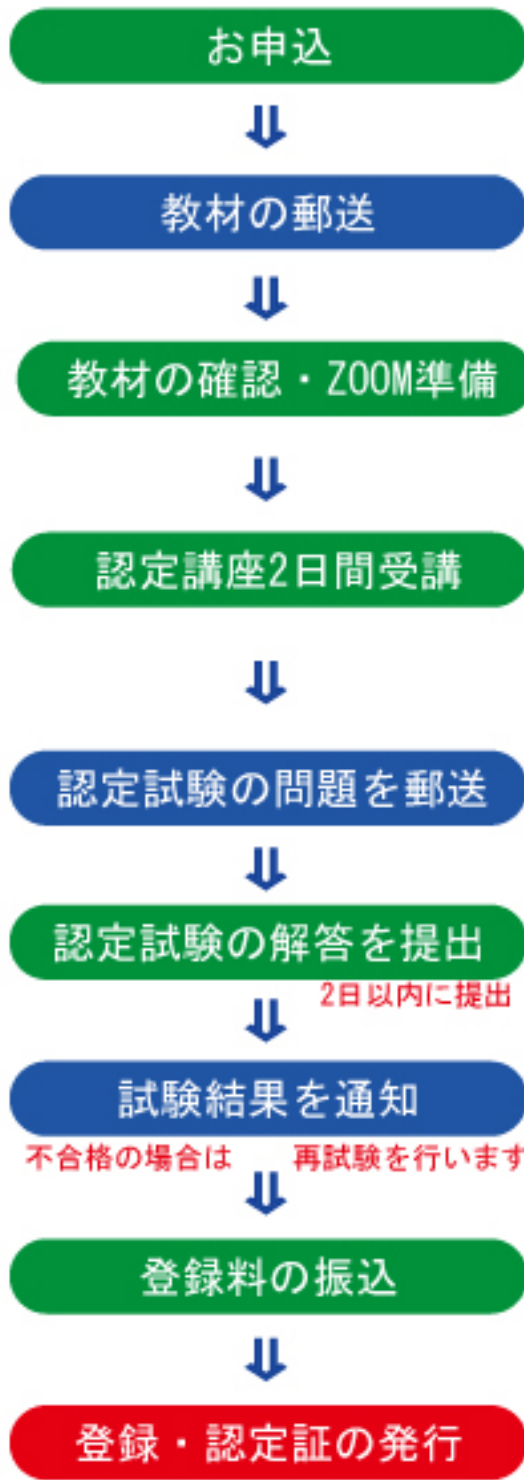 お申込
⇓
教材の郵送
⇓
教材の確認・ZOOM準備
⇓
認定講座2日間受講
⇓
認定試験の問題を郵送
⇓
認定試験の解答を提出
2日以内に提出
⇓
試験結果を通知
不合格の場合は 再試験を行います
⇓
登録料の振込
⇓
登録・認定証の発行